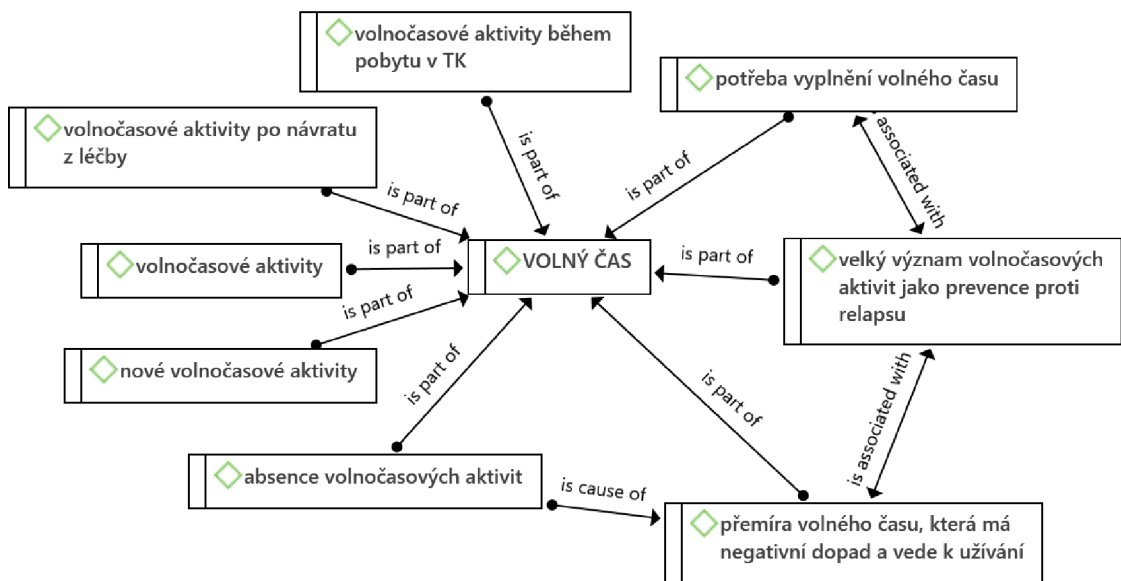 volnočasové aktivity během
pobytu v TK
potřeba vyplnění volného času
volnočasové aktivity po návratu
z léčby
is part of
is part of
is part of
is associated with
is part of
VOLNÝ ČAS
is part of
velký význam volnočasových
aktivit jako prevence proti
relapsu
volnočasové aktivity
is part of
nové volnočasové aktivity
is part of
is part of
is associated with
absence volnočasových aktivit
is cause of
přemíra volného času, která má
negativní dopad a vede k užívání